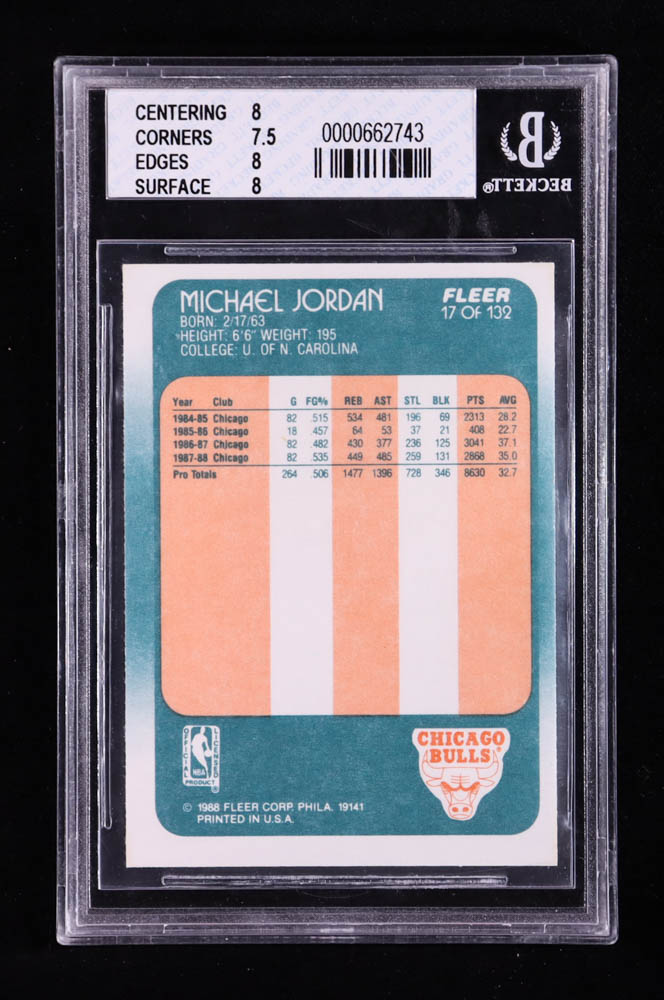 CENTERING 8
CORNERS 7.5
EDGES 8
SURFACE 8
0000662743
B
BECKETT®
MICHAEL JORDAN
BORN: 2/17/63
HEIGHT: 6'6" WEIGHT: 195
COLLEGE: U. OF N. CAROLINA
FLEER
17 OF 132
Year Club G FG% REB AST STL BLK PTS AVG
1984-85 Chicago 82 .515 534 481 196 69 2313 28.2
1985-86 Chicago 18 .457 64 53 37 21 408 22.7
1986-87 Chicago 82 .482 430 377 236 125 3041 37.1
1987-88 Chicago 82 .535 449 485 259 131 2868 35.0
Pro Totals 264 .506 1477 1396 728 346 8630 32.7
OFFICIAL LICENSED
NBA
PRODUCT
CHICAGO
BULLS
© 1988 FLEER CORP. PHILA. 19141
PRINTED IN U.S.A.